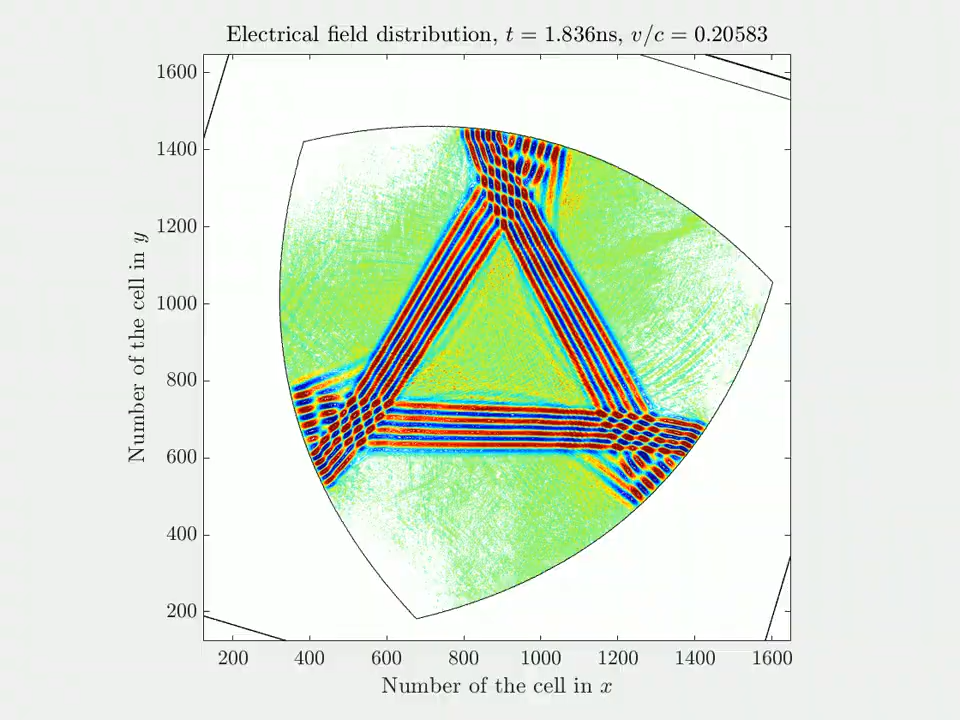 Electrical field distribution, t = 1.836ns, v/c = 0.20583
1600
1400
1200
1000
800
600
400
200
Number of the cell in y
200 400 600 800 1000 1200 1400 1600
Number of the cell in x